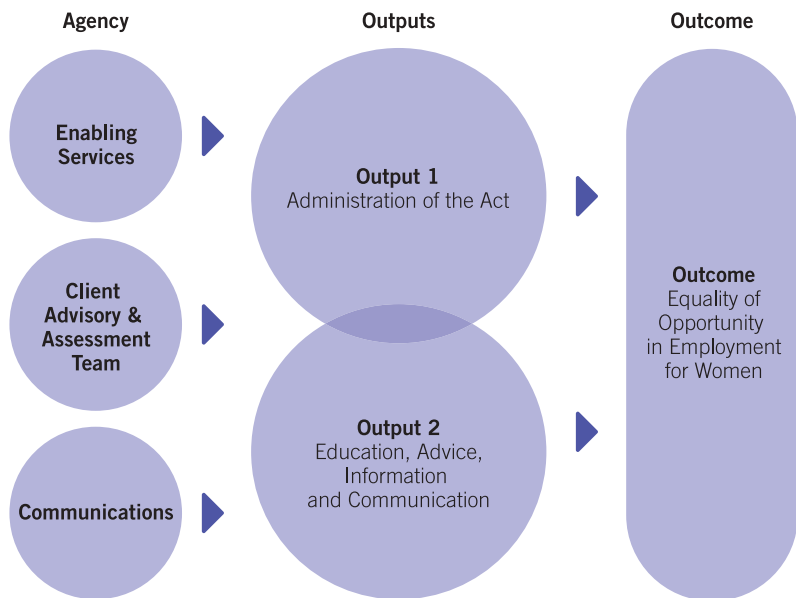 Agency
Outputs
Outcome
Enabling
Services
Client
Advisory &
Assessment
Team
Communications
Output 1
Administration of the Act
Output 2
Education, Advice,
Information
and Communication
Outcome
Equality of
Opportunity
in Employment
for Women